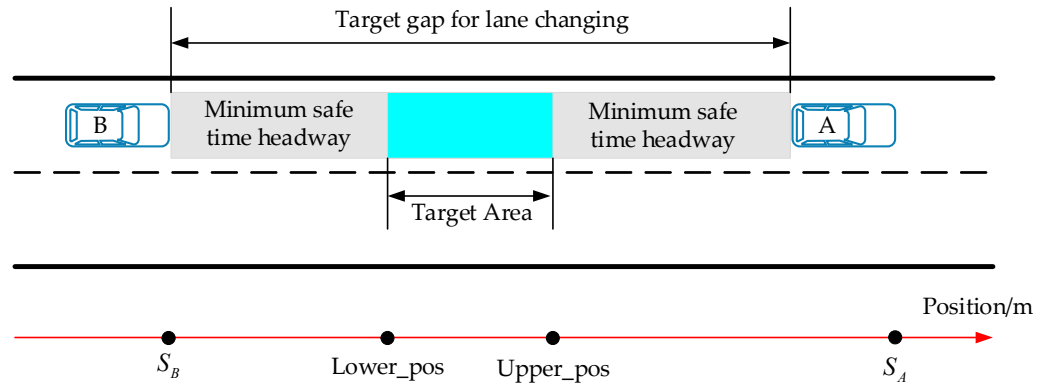 Target gap for lane changing
B
Minimum safe
time headway
Minimum safe
time headway
A
Target Area
Position/m
S_B
Lower_pos
Upper_pos
S_A